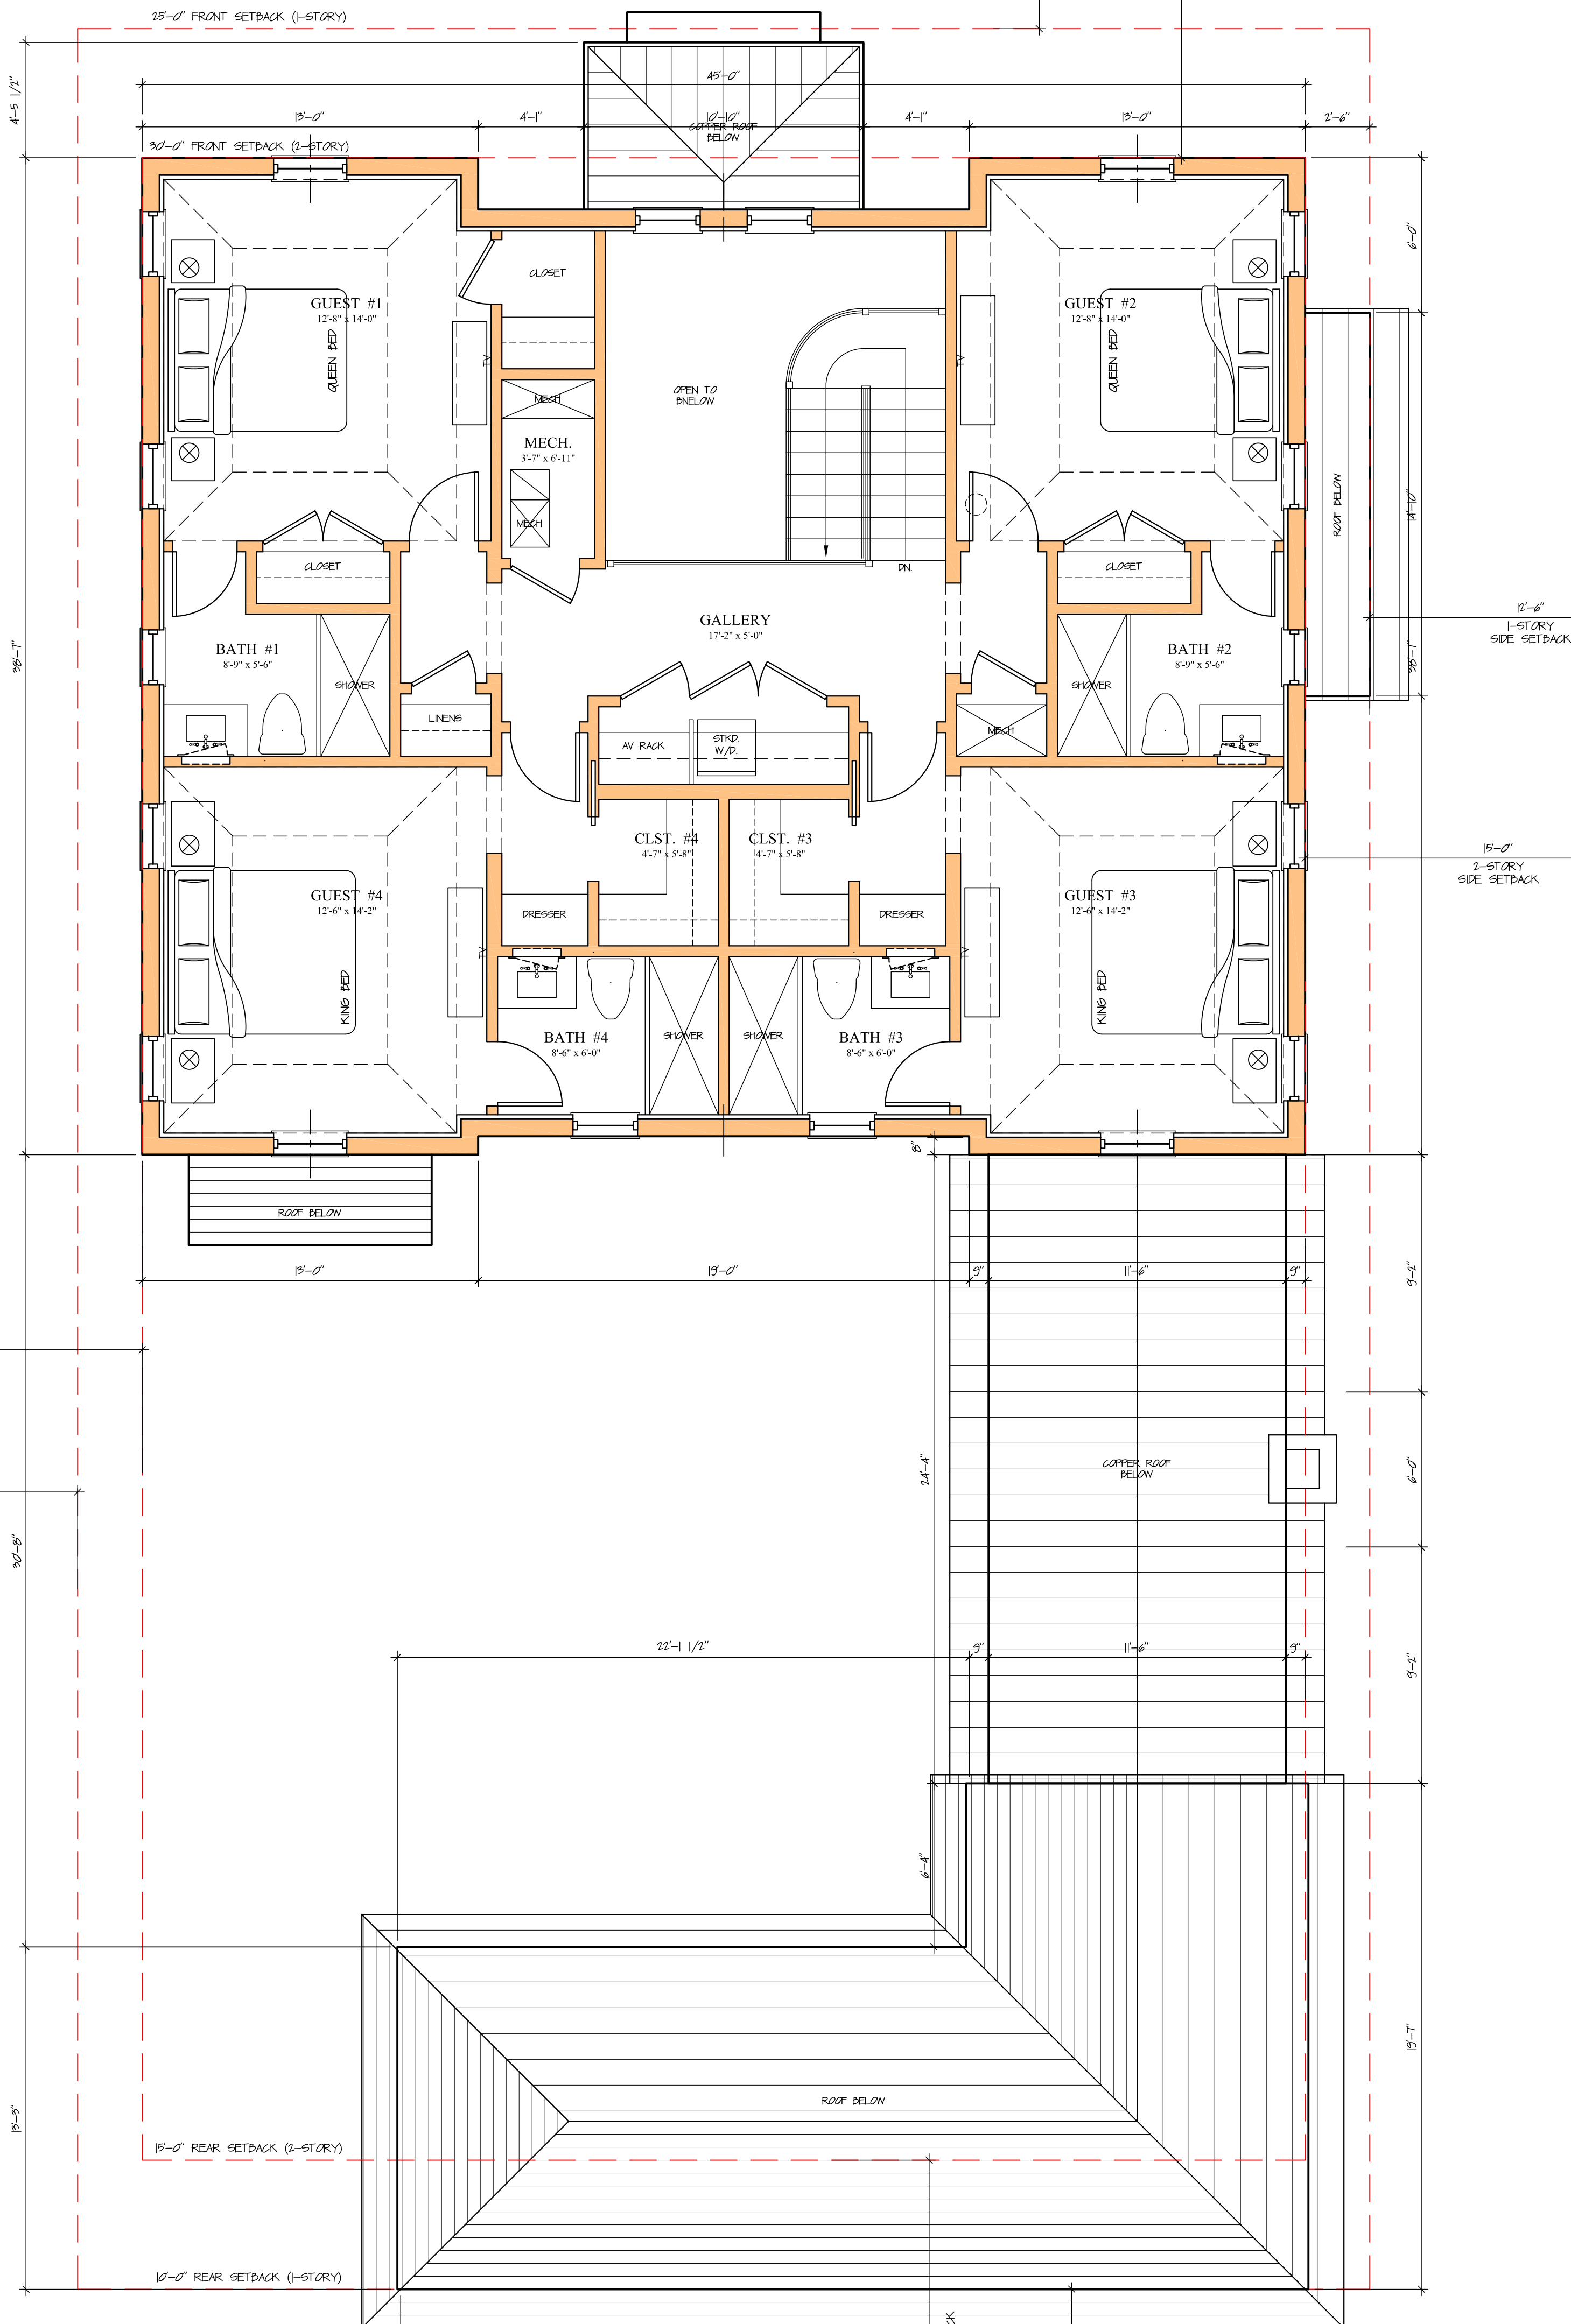 25'-0" FRONT SETBACK (1-STORY)
45'-0"
4'-5 1/2"
13'-0"
4'-1"
10'-10"
4'-1"
13'-0"
2'-6"
COPPER ROOF
BELOW
30'-0" FRONT SETBACK (2-STORY)
6'-0"
CLOSET
GUEST #1
12'-8" x 14'-0"
QUEEN BED
TV
GUEST #2
12'-8" x 14'-0"
QUEEN BED
TV
OPEN TO
BNELOW
MECH
MECH.
3'-7" x 6'-11"
MECH
ROOF BELOW
14'-10"
CLOSET
DN.
CLOSET
GALLERY
17'-2" x 5'-0"
12'-6"
1-STORY
SIDE SETBACK
38'-7"
38'-7"
BATH #1
8'-9" x 5'-6"
SHOWER
BATH #2
8'-9" x 5'-6"
SHOWER
LINENS
MECH
AV RACK
STKD.
W/D.
CLST. #4
4'-7" x 5'-8"
CLST. #3
4'-7" x 5'-8"
15'-0"
2-STORY
SIDE SETBACK
GUEST #4
12'-6" x 14'-2"
KING BED
TV
GUEST #3
12'-6" x 14'-2"
KING BED
TV
DRESSER
DRESSER
BATH #4
8'-6" x 6'-0"
SHOWER
SHOWER
BATH #3
8'-6" x 6'-0"
8"
ROOF BELOW
13'-0"
19'-0"
9"
11'-6"
9"
9'-2"
24'-4"
COPPER ROOF
BELOW
6'-0"
30'-8"
22'-1 1/2"
9"
11'-6"
9"
9'-2"
6'-4"
19'-7"
ROOF BELOW
13'-3"
15'-0" REAR SETBACK (2-STORY)
10'-0" REAR SETBACK (1-STORY)